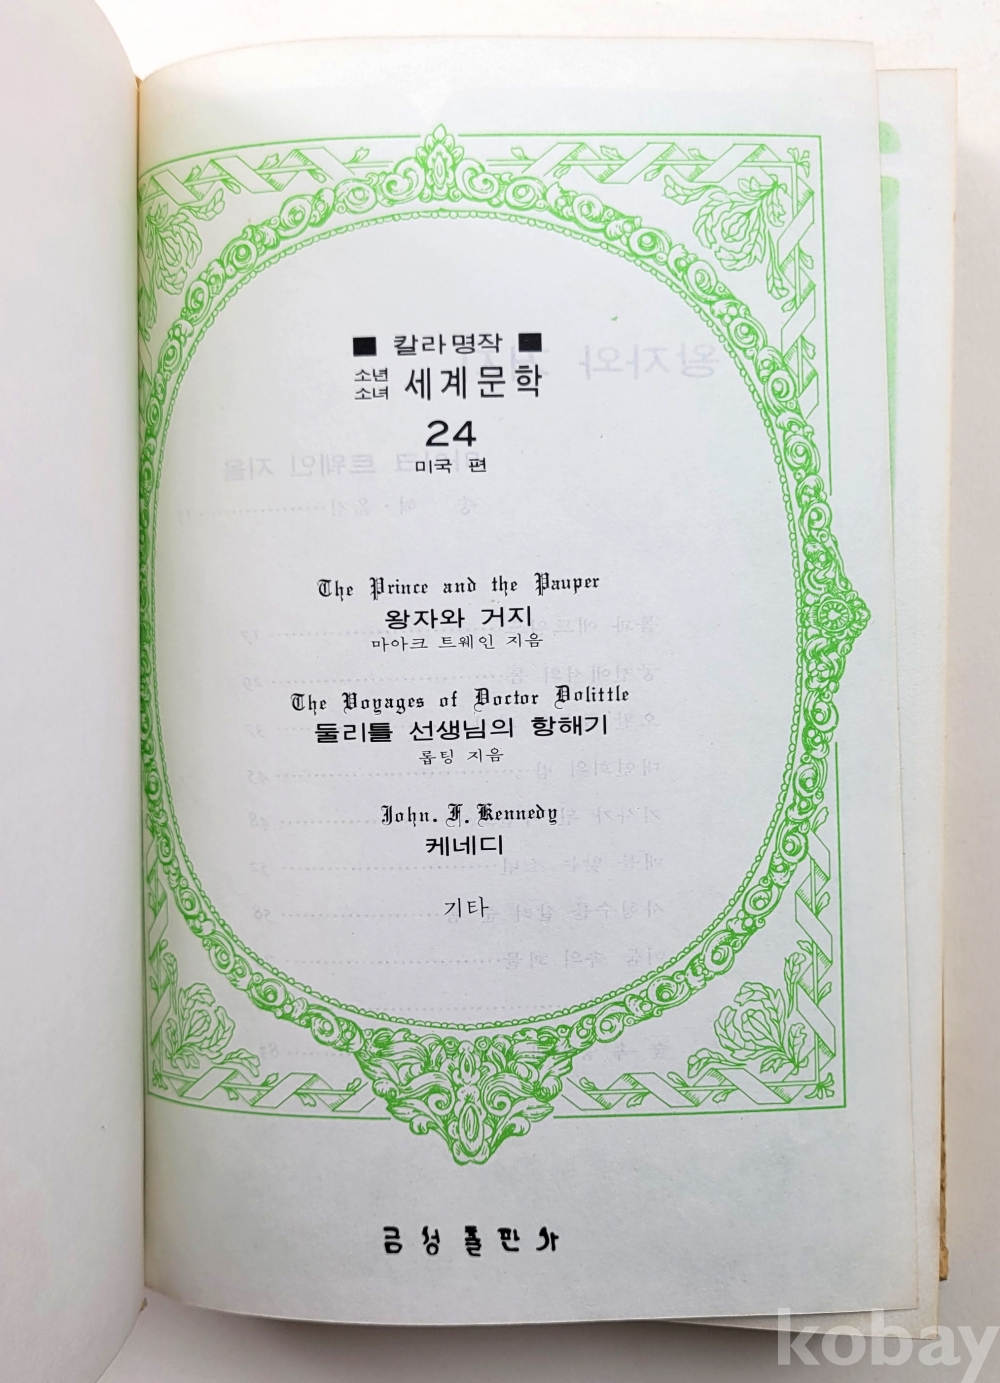 ■ 칼라명작 ■
소년
소녀 세계문학
24
미국 편
The Prince and the Pauper
왕자와 거지
마아크 트웨인 지음
The Voyages of Doctor Dolittle
둘리틀 선생님의 항해기
롭팅 지음
John. F. Kennedy
케네디
기타
금성출판사
kobay